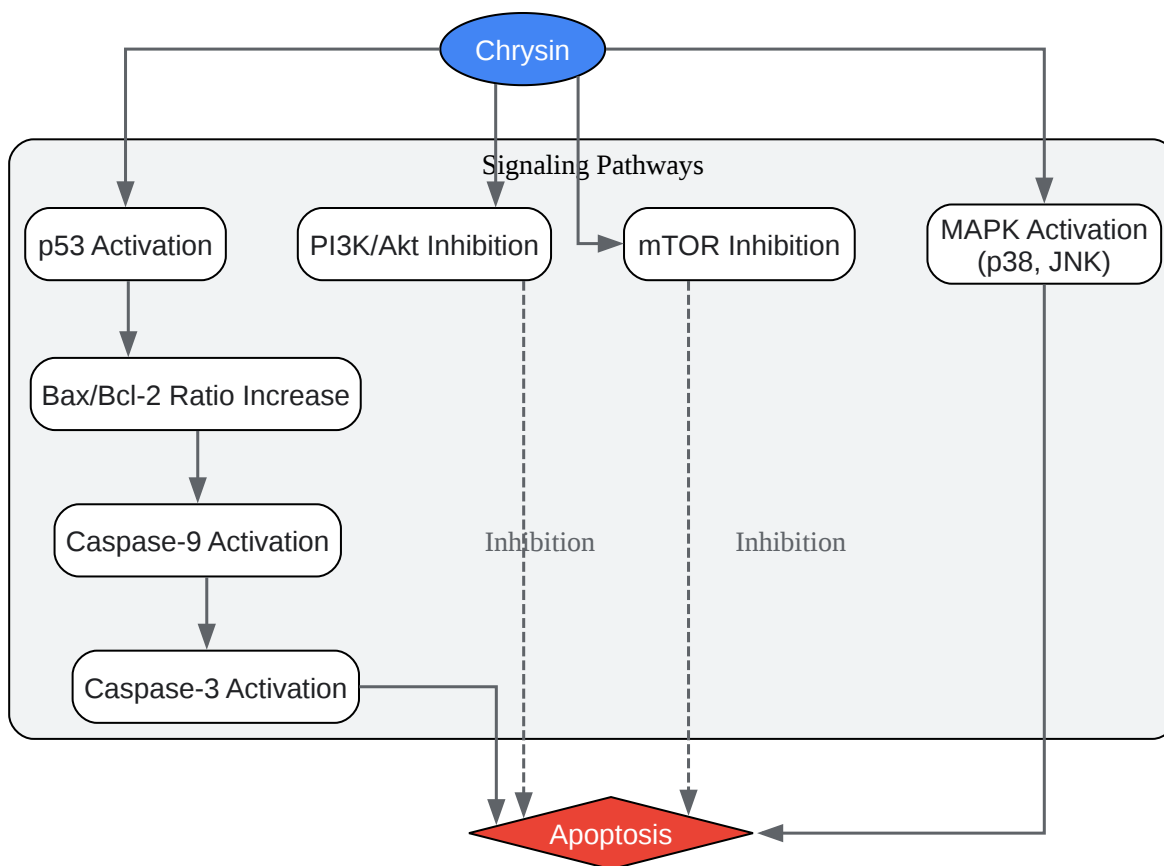 Chrysin
Signaling Pathways
p53 Activation
PI3K/Akt Inhibition
mTOR Inhibition
MAPK Activation
(p38, JNK)
Bax/Bcl-2 Ratio Increase
Caspase-9 Activation
Inhibition
Inhibition
Caspase-3 Activation
Apoptosis